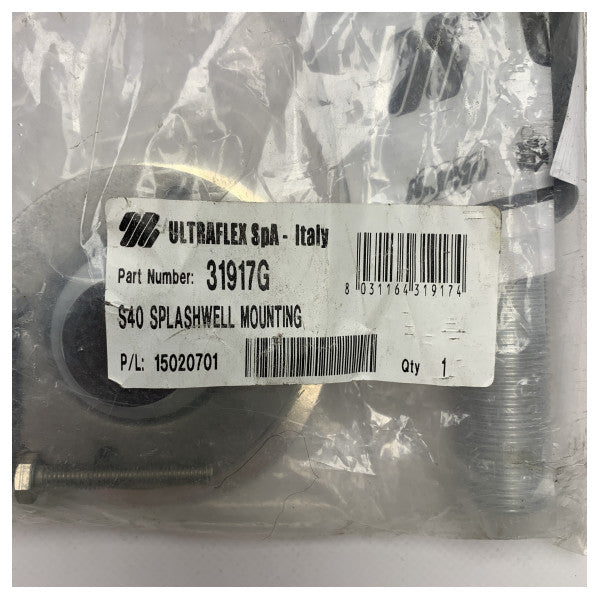 ULTRAFLEX SpA - Italy
Part Number: 31917G
8 031164 319174
S40 SPLASHWELL MOUNTING
P/L: 15020701
Qty 1